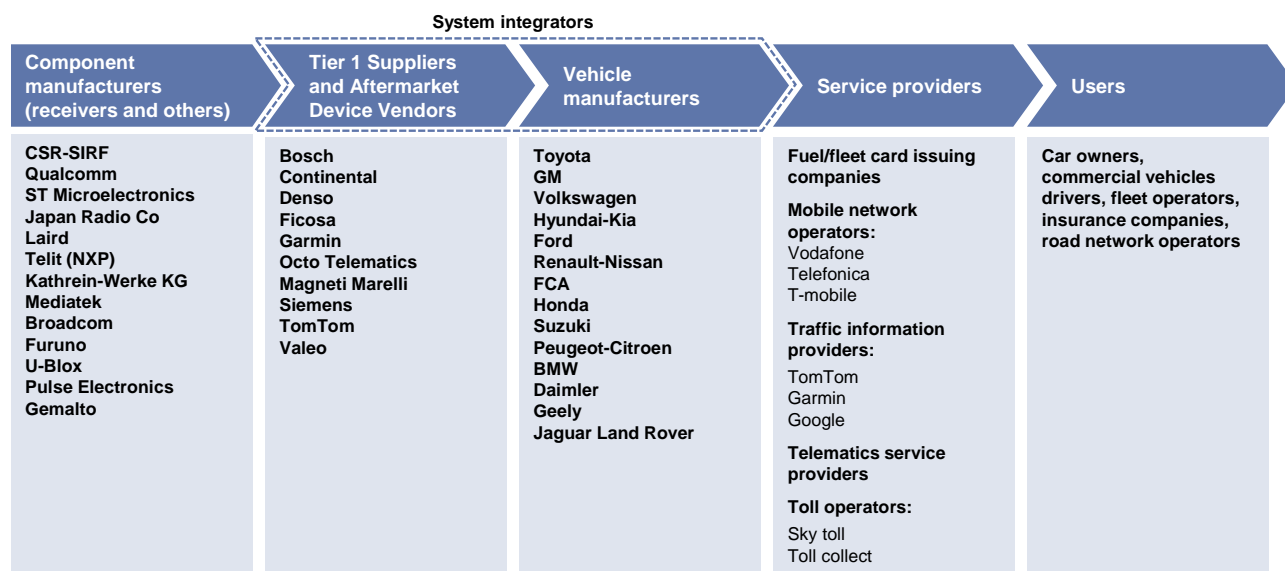 System integrators
Component
manufacturers
(receivers and others)
Tier 1 Suppliers
and Aftermarket
Device Vendors
Vehicle
manufacturers
Service providers
Users
CSR-SIRF
Qualcomm
ST Microelectronics
Japan Radio Co
Laird
Telit (NXP)
Kathrein-Werke KG
Mediatek
Broadcom
Furuno
U-Blox
Pulse Electronics
Gemalto
Bosch
Continental
Denso
Ficosa
Garmin
Octo Telematics
Magneti Marelli
Siemens
TomTom
Valeo
Toyota
GM
Volkswagen
Hyundai-Kia
Ford
Renault-Nissan
FCA
Honda
Suzuki
Peugeot-Citroen
BMW
Daimler
Geely
Jaguar Land Rover
Fuel/fleet card issuing
companies
Mobile network
operators:
Vodafone
Telefonica
T-mobile
Traffic information
providers:
TomTom
Garmin
Google
Telematics service
providers
Toll operators:
Sky toll
Toll collect
Car owners,
commercial vehicles
drivers, fleet operators,
insurance companies,
road network operators